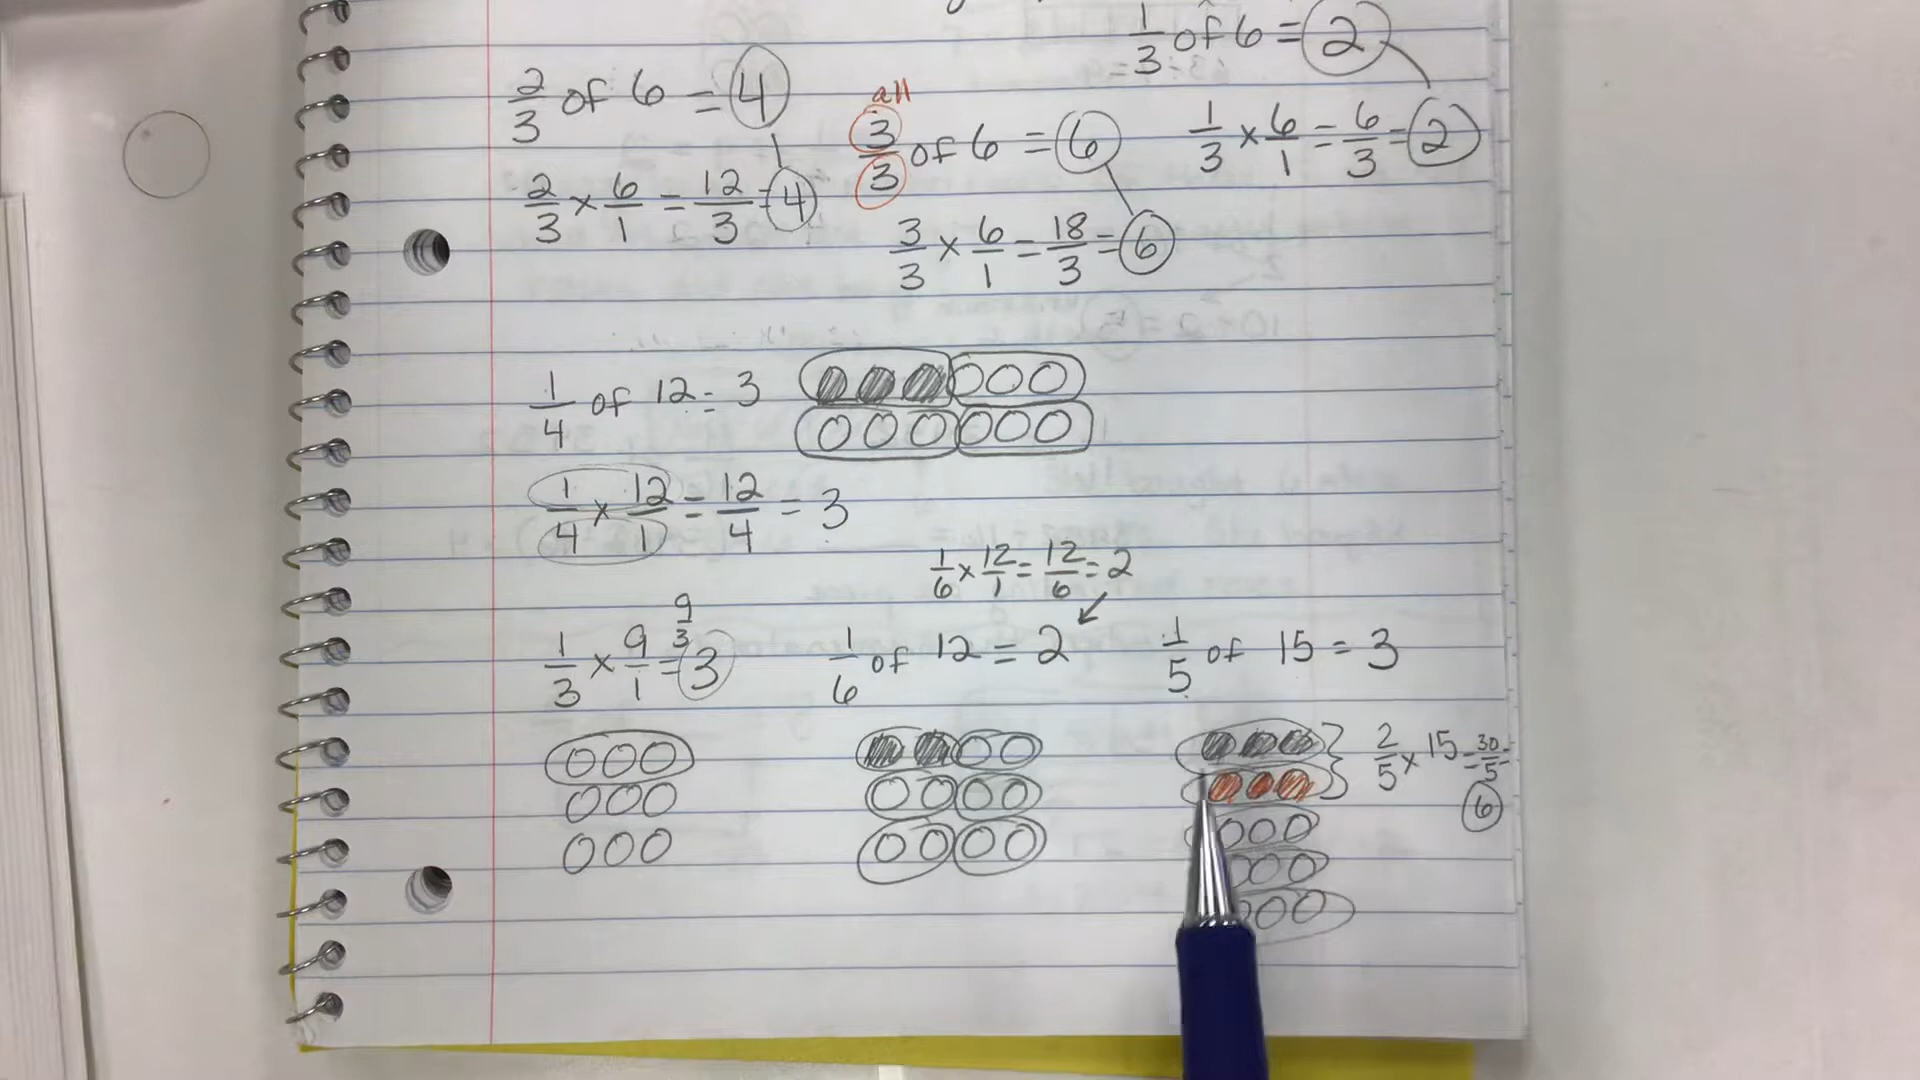 1/3 of 6 = 2
2/3 of 6 = 4
all
3/3 of 6 = 6
1/3 × 6/1 = 6/3 = 2
2/3 × 6/1 = 12/3 = 4
3/3 × 6/1 = 18/3 = 6
1/4 of 12 = 3
1/4 × 12/1 = 12/4 = 3
1/6 × 12/1 = 12/6 = 2
1/3 × 9/1 = 9/3 3
1/6 of 12 = 2
1/5 of 15 = 3
2/5 × 15 = 30/5 =
6